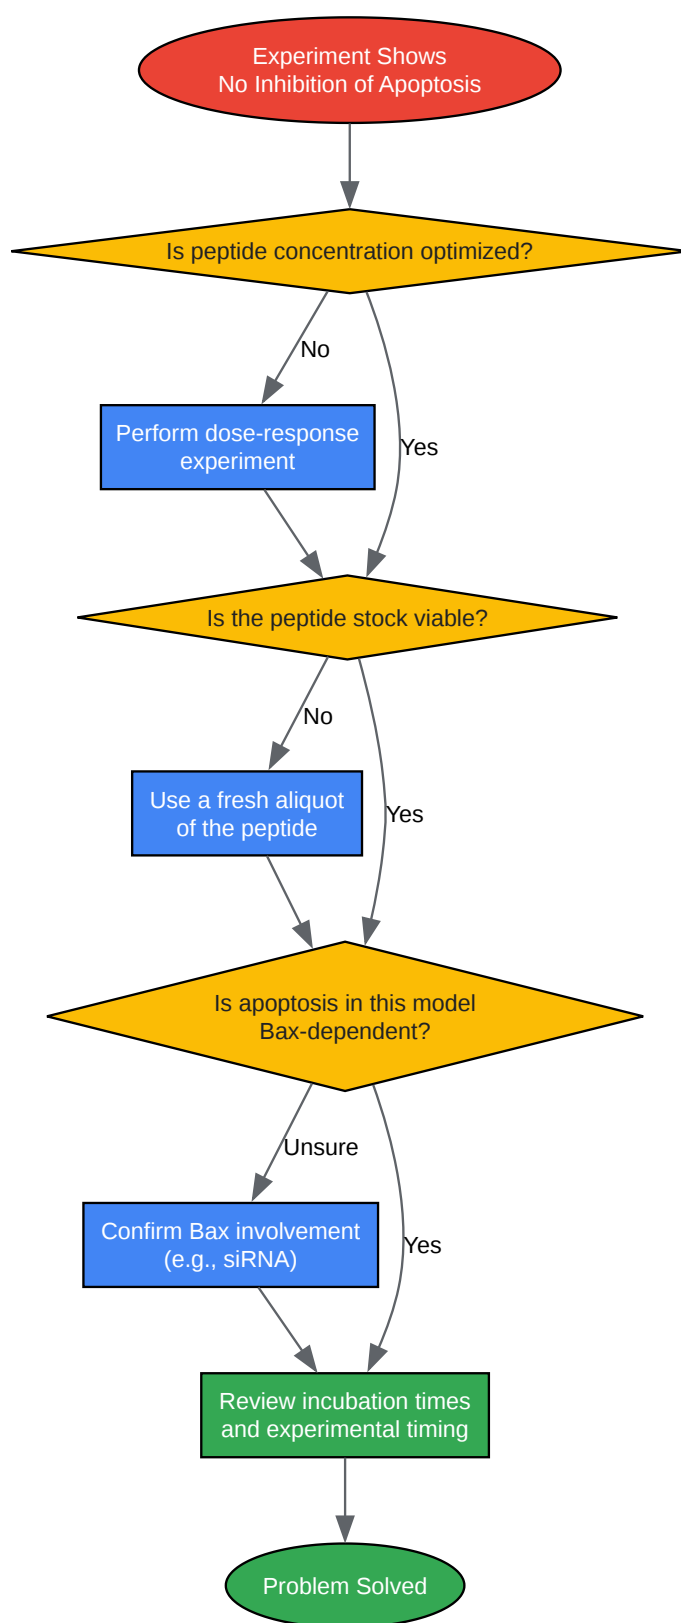 Experiment Shows
No Inhibition of Apoptosis
Is peptide concentration optimized?
No
Perform dose-response
experiment
Yes
Is the peptide stock viable?
No
Use a fresh aliquot
of the peptide
Yes
Is apoptosis in this model
Bax-dependent?
Unsure
Confirm Bax involvement
(e.g., siRNA)
Yes
Review incubation times
and experimental timing
Problem Solved